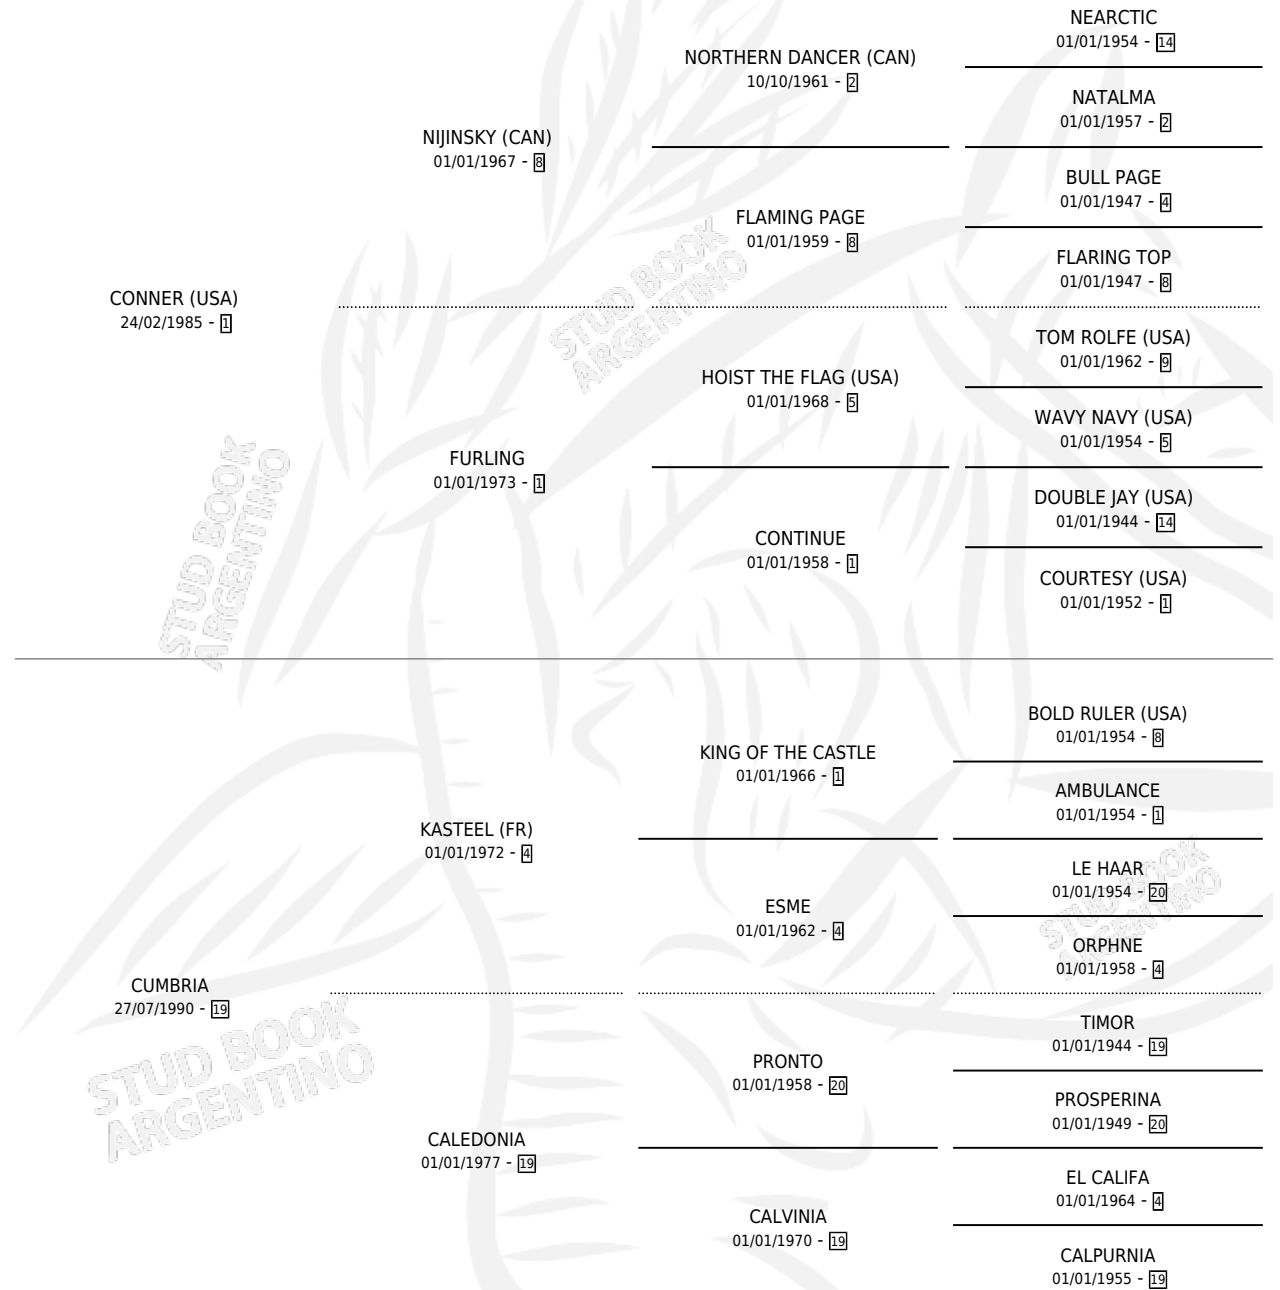 NEARCTIC
01/01/1954 - 14
NORTHERN DANCER (CAN)
10/10/1961 - 2
NATALMA
01/01/1957 - 2
NIJINSKY (CAN)
01/01/1967 - 8
BULL PAGE
01/01/1947 - 4
FLAMING PAGE
01/01/1959 - 8
FLARING TOP
01/01/1947 - 8
CONNER (USA)
24/02/1985 - 1
TOM ROLFE (USA)
01/01/1962 - 9
HOIST THE FLAG (USA)
01/01/1968 - 5
WAVY NAVY (USA)
01/01/1954 - 5
FURLING
01/01/1973 - 1
DOUBLE JAY (USA)
01/01/1944 - 14
CONTINUE
01/01/1958 - 1
COURTESY (USA)
01/01/1952 - 1
BOLD RULER (USA)
01/01/1954 - 8
KING OF THE CASTLE
01/01/1966 - 1
AMBULANCE
01/01/1954 - 1
KASTEEL (FR)
01/01/1972 - 4
LE HAAR
01/01/1954 - 20
ESME
01/01/1962 - 4
ORPHNE
01/01/1958 - 4
CUMBRIA
27/07/1990 - 19
TIMOR
01/01/1944 - 19
PRONTO
01/01/1958 - 20
PROSPERINA
01/01/1949 - 20
CALEDONIA
01/01/1977 - 19
EL CALIFA
01/01/1964 - 4
CALVINIA
01/01/1970 - 19
CALPURNIA
01/01/1955 - 19
STUD BOOK
ARGENTINO
STUD BOOK
ARGENTINO
STUD BOOK
ARGENTINO
STUD BOOK
ARGENTINO